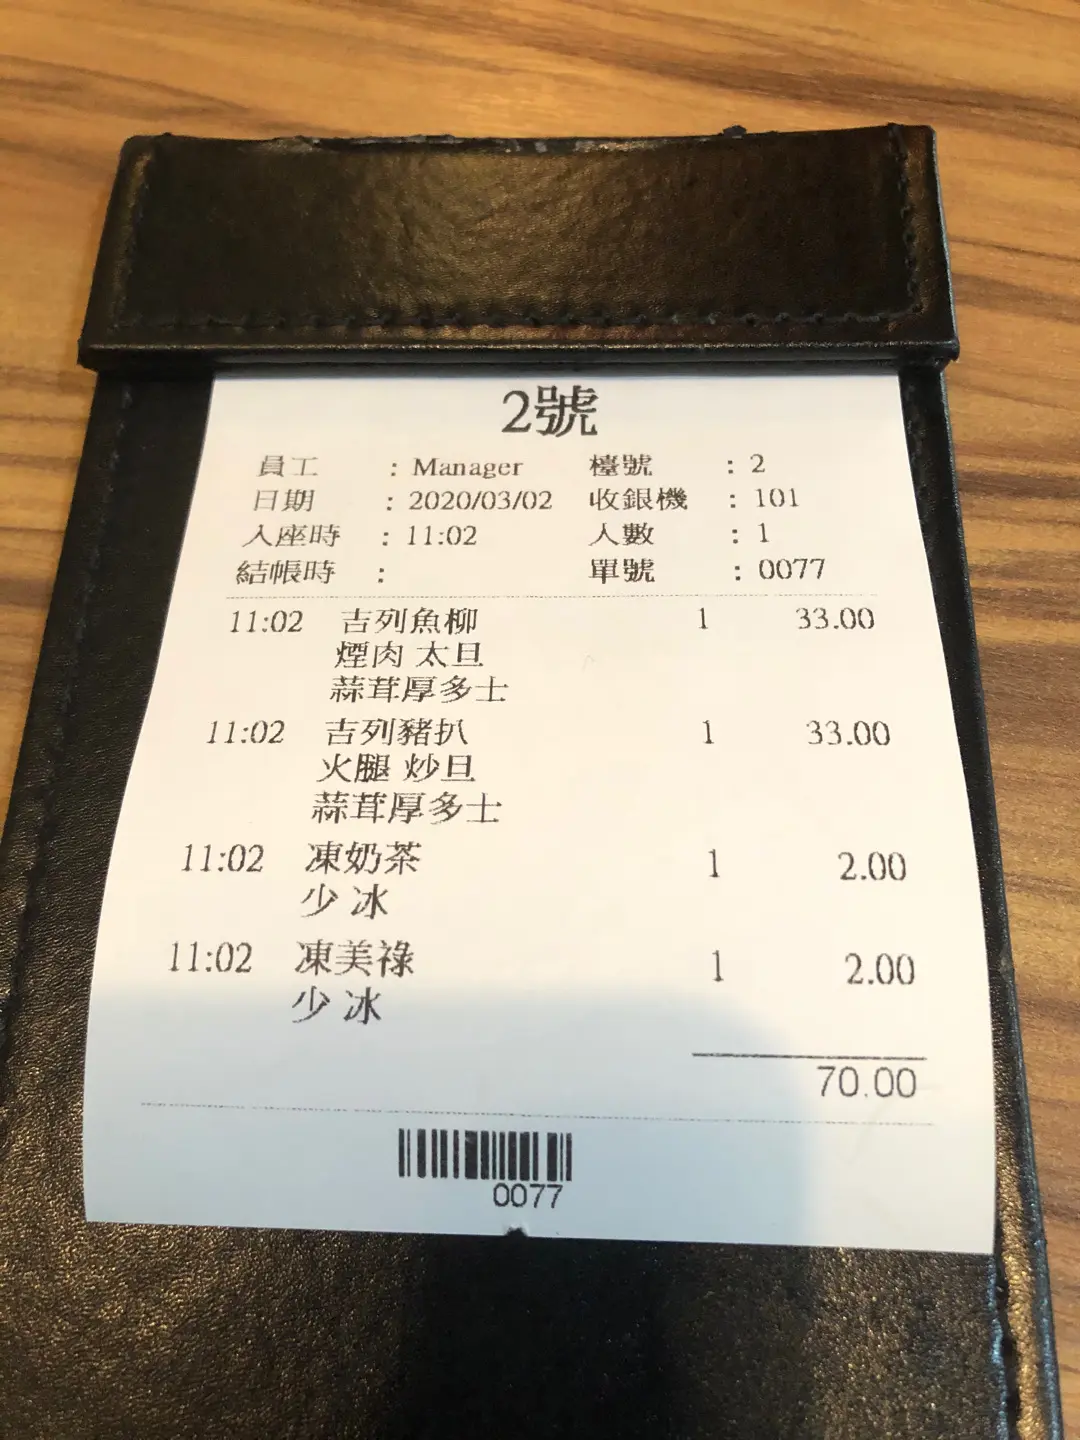 2號
員工 : Manager 檯號 : 2
日期 : 2020/03/02 收銀機 : 101
入座時 : 11:02 人數 : 1
結帳時 : 單號 : 0077
11:02 吉列魚柳 1 33.00
煙肉 太旦
蒜茸厚多士
11:02 吉列豬扒 1 33.00
火腿 炒旦
蒜茸厚多士
11:02 凍奶茶 1 2.00
少 冰
11:02 凍美祿 1 2.00
少 冰
70.00
0077